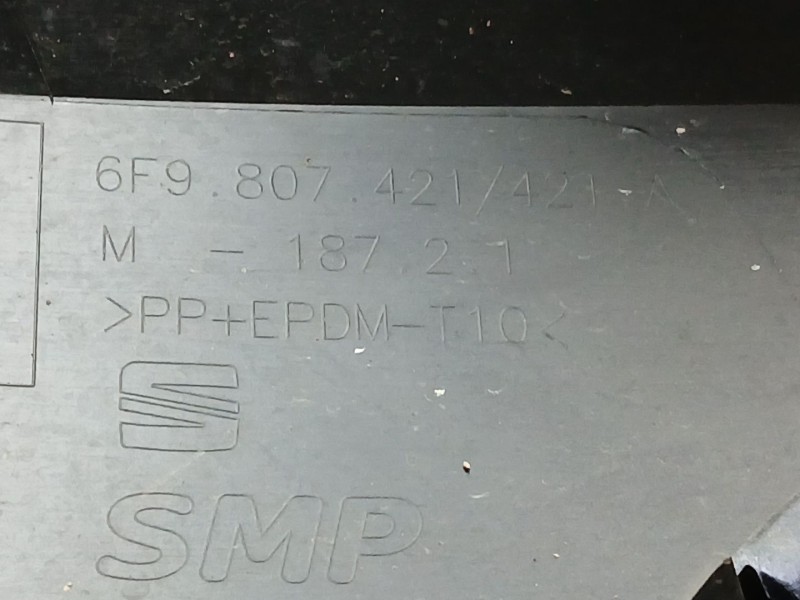 6F9.807.421/421 A
M - 187.2.1
>PP+EPDM-T10<
S
SMP